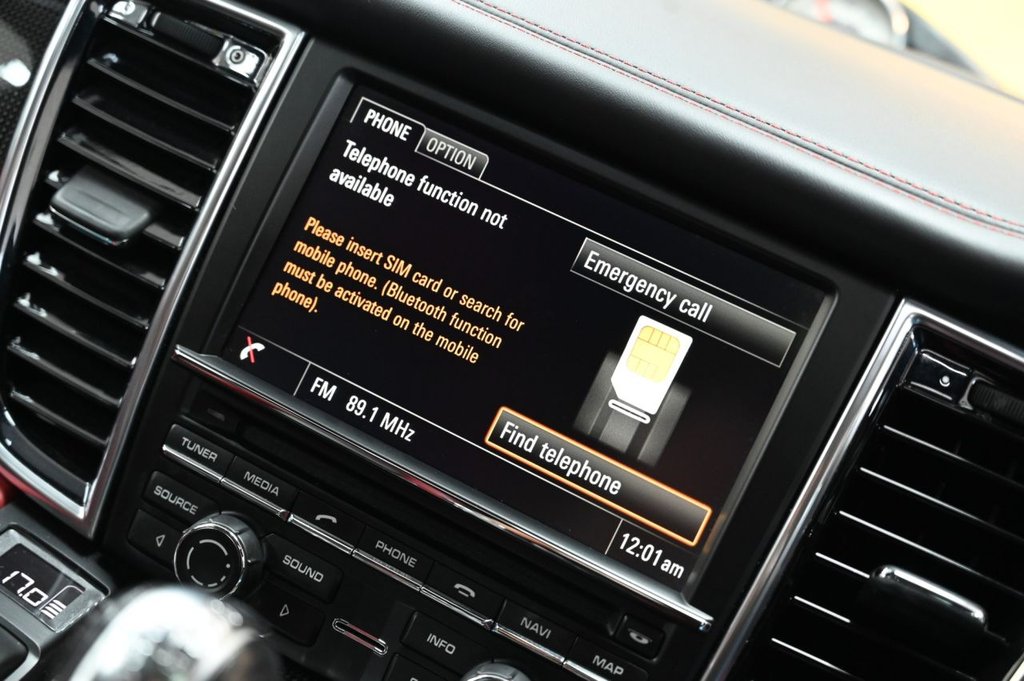 PHONE
OPTION
Telephone function not
available
Please insert SIM card or search for
mobile phone. (Bluetooth function
must be activated on the mobile
phone).
Emergency call
Find telephone
FM 89.1 MHz
12:01am
TUNER
MEDIA
PHONE
NAVI
MAP
SOURCE
SOUND
INFO
17.0